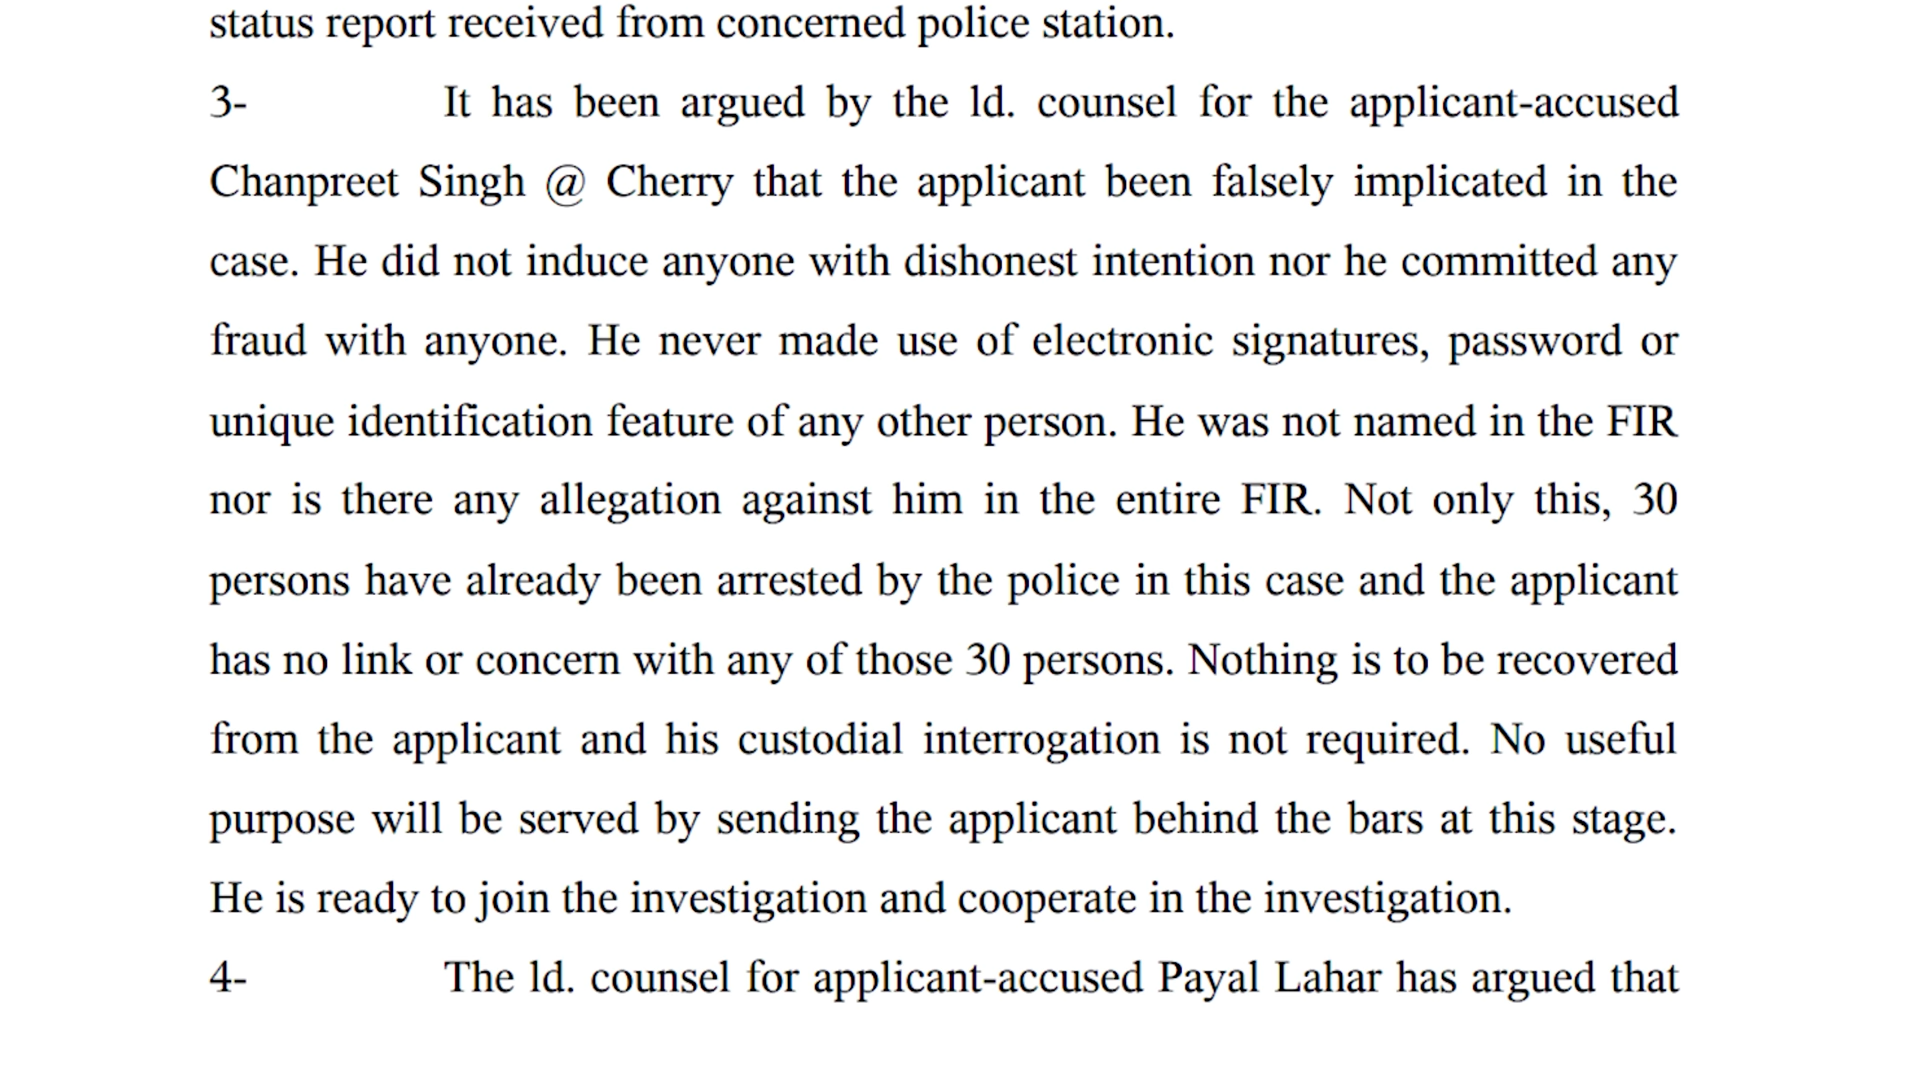 status report received from concerned police station.
3- It has been argued by the ld. counsel for the applicant-accused
Chanpreet Singh @ Cherry that the applicant been falsely implicated in the
case. He did not induce anyone with dishonest intention nor he committed any
fraud with anyone. He never made use of electronic signatures, password or
unique identification feature of any other person. He was not named in the FIR
nor is there any allegation against him in the entire FIR. Not only this, 30
persons have already been arrested by the police in this case and the applicant
has no link or concern with any of those 30 persons. Nothing is to be recovered
from the applicant and his custodial interrogation is not required. No useful
purpose will be served by sending the applicant behind the bars at this stage.
He is ready to join the investigation and cooperate in the investigation.
4- The ld. counsel for applicant-accused Payal Lahar has argued that